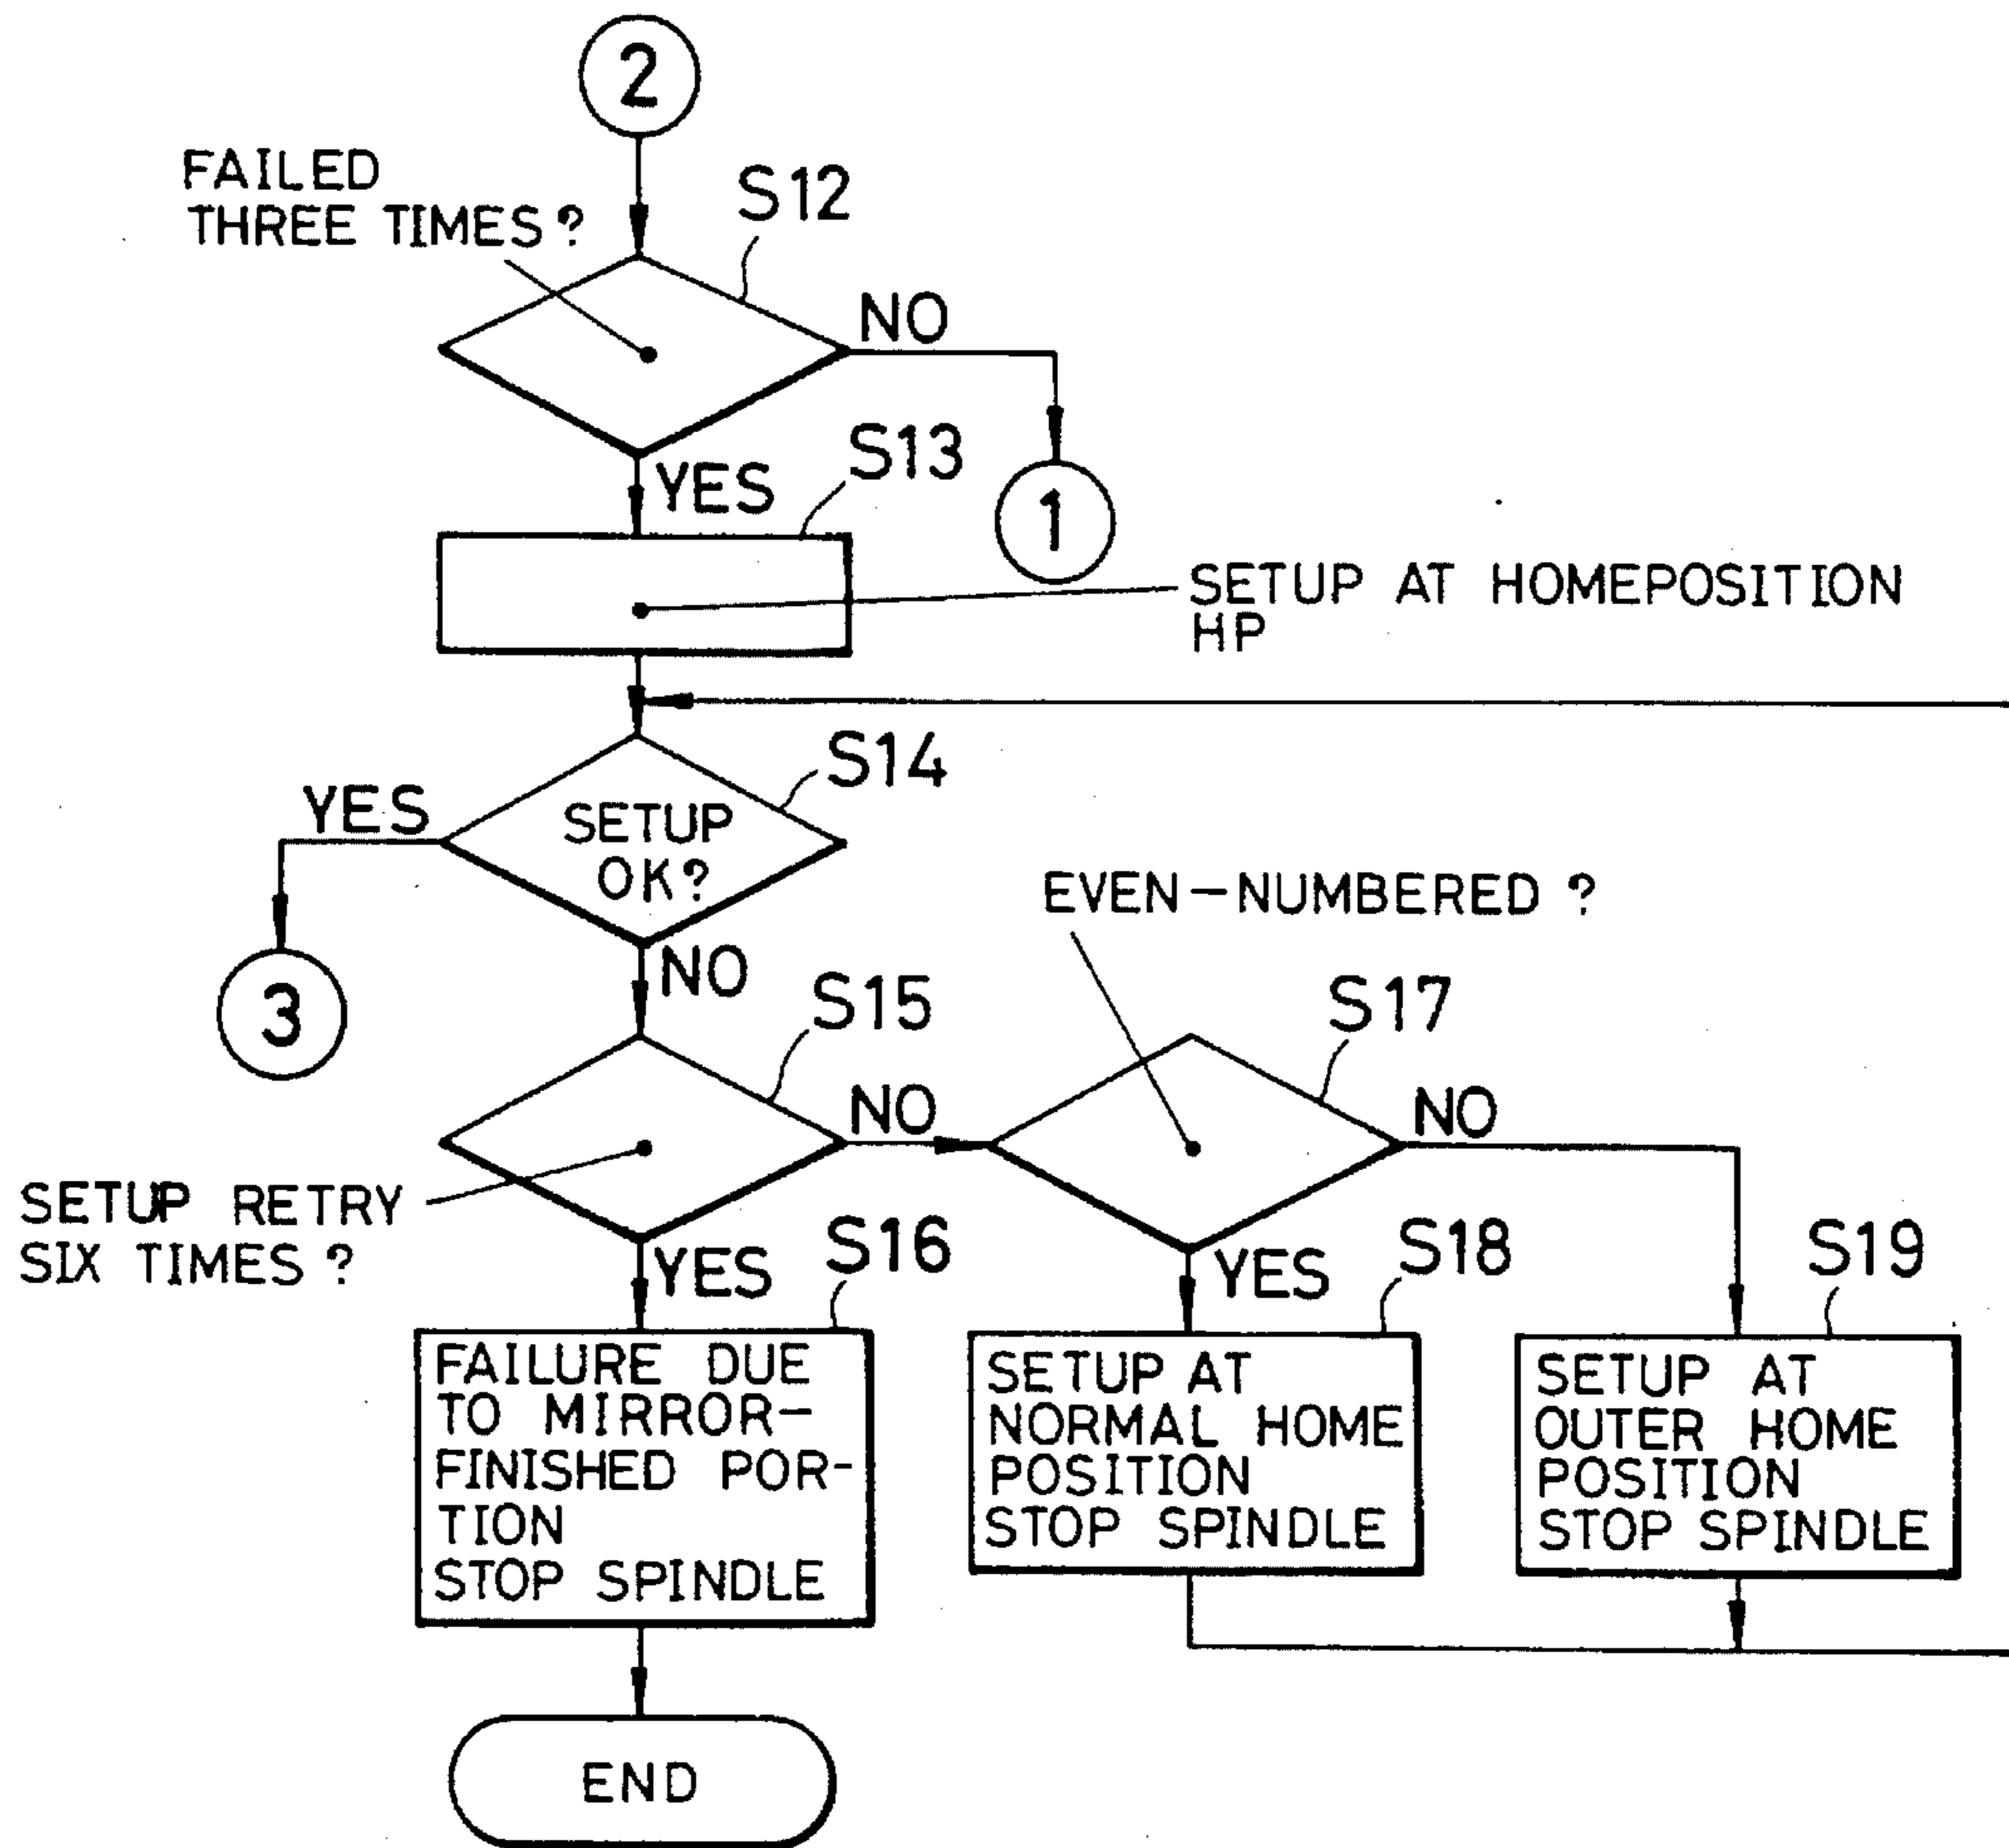 2
FAILED
THREE TIMES?
S12
NO
YES
S13
1
SETUP AT HOMEPOSITION
HP
S14
YES
SETUP
OK?
EVEN-NUMBERED ?
NO
3
S15
S17
NO
NO
SETUP RETRY
SIX TIMES ?
YES
S16
YES
S18
S19
FAILURE DUE
TO MIRROR-
FINISHED POR-
TION
STOP SPINDLE
SETUP AT
NORMAL HOME
POSITION
STOP SPINDLE
SETUP AT
OUTER HOME
POSITION
STOP SPINDLE
END